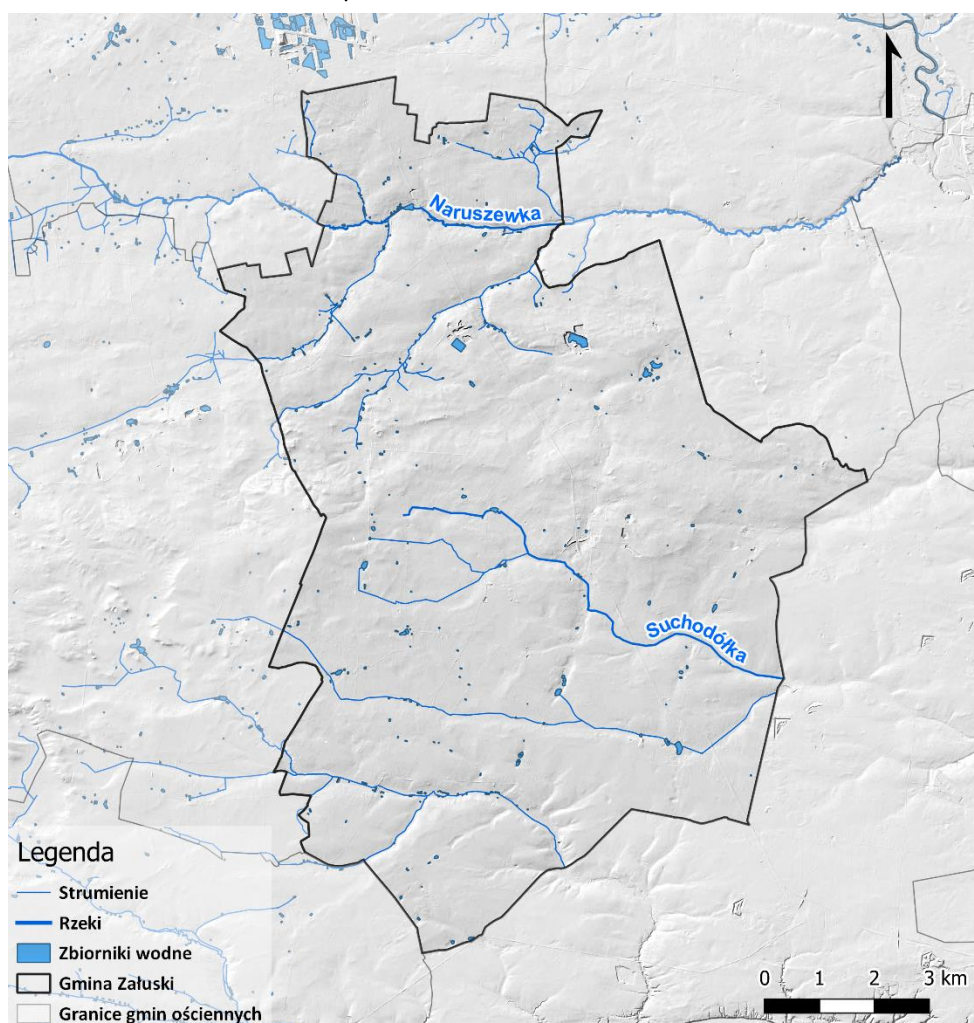 Naruszewka
Suchodółka
Legenda
Strumienie
Rzeki
Zbiorniki wodne
Gmina Załuski
Granice gmin ościennych
0 1 2 3 km